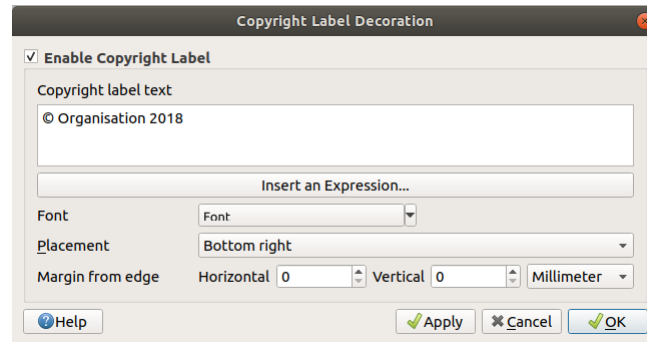 Copyright Label Decoration
Enable Copyright Label
Copyright label text
© Organisation 2018
Insert an Expression...
Font Font
Placement Bottom right
Margin from edge Horizontal 0 Vertical 0 Millimeter
Help Apply Cancel OK